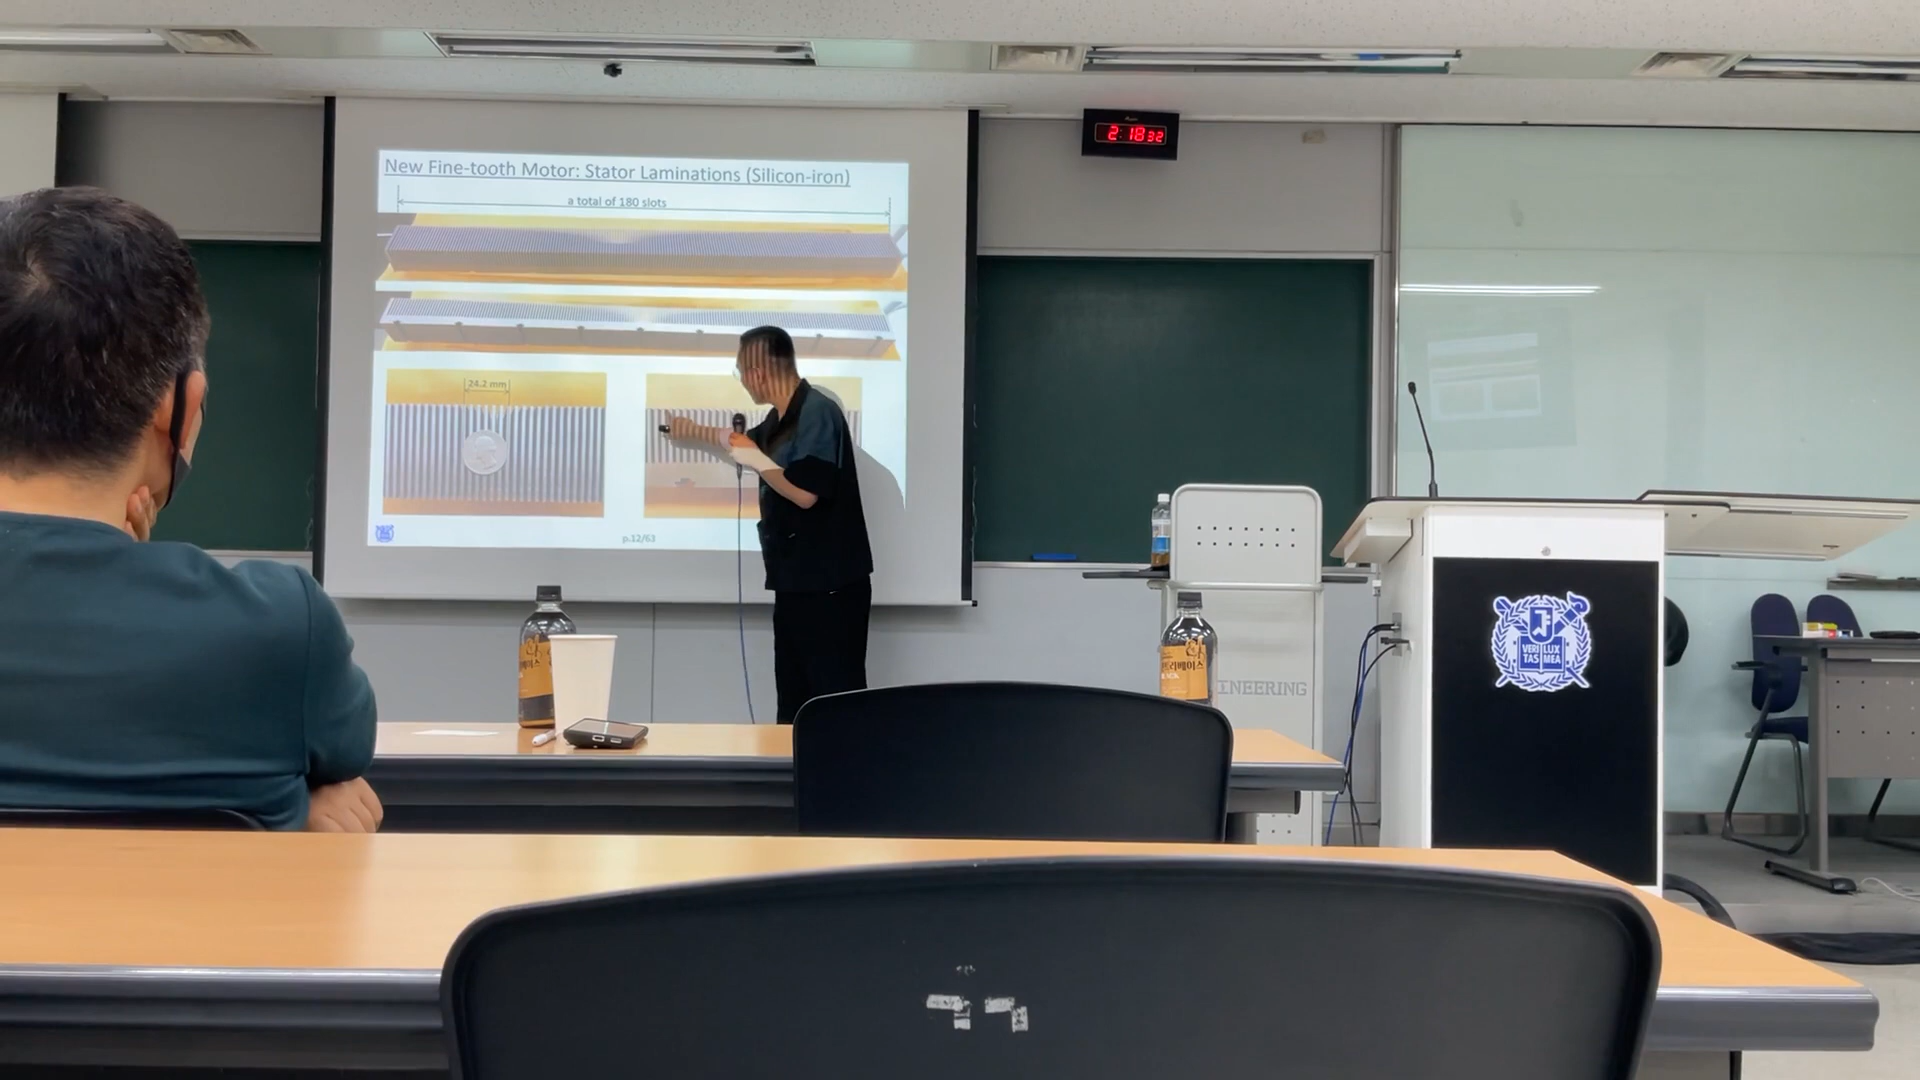 New Fine-tooth Motor: Stator Laminations (Silicon-iron)
a total of 180 slots
24.2 mm
p.12/63
2:18 32
VERI LUX
TAS MEA
INEERING